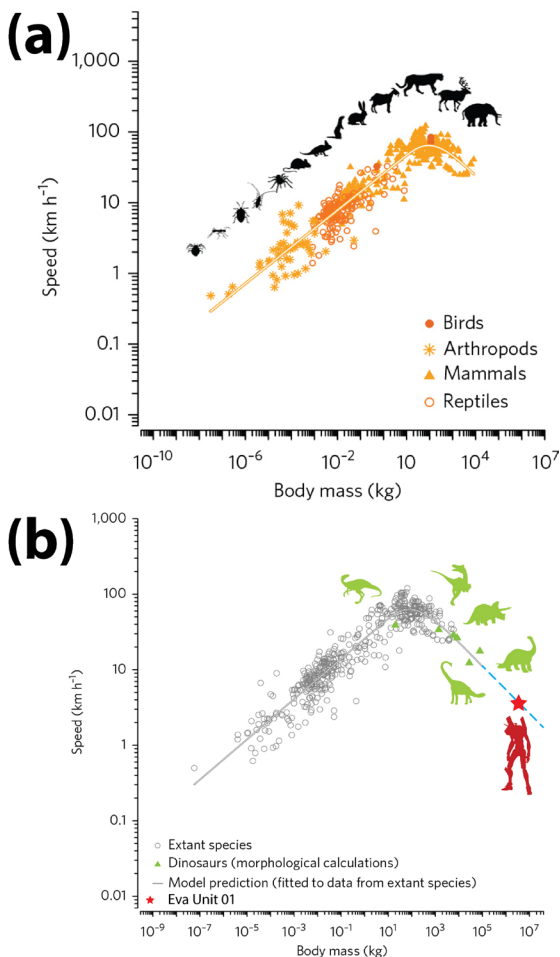 (a)
1,000
100
10
1
0.1
0.01
Speed (km h⁻¹)
Birds
Arthropods
Mammals
Reptiles
10⁻¹⁰ 10⁻⁶ 10⁻² 10 10⁴ 10⁷
Body mass (kg)
(b)
1,000
100
10
1
0.1
0.01
Speed (km h⁻¹)
Extant species
Dinosaurs (morphological calculations)
Model prediction (fitted to data from extant species)
Eva Unit 01
10⁻⁹ 10⁻⁷ 10⁻⁵ 10⁻³ 10⁻¹ 10¹ 10³ 10⁵ 10⁷
Body mass (kg)